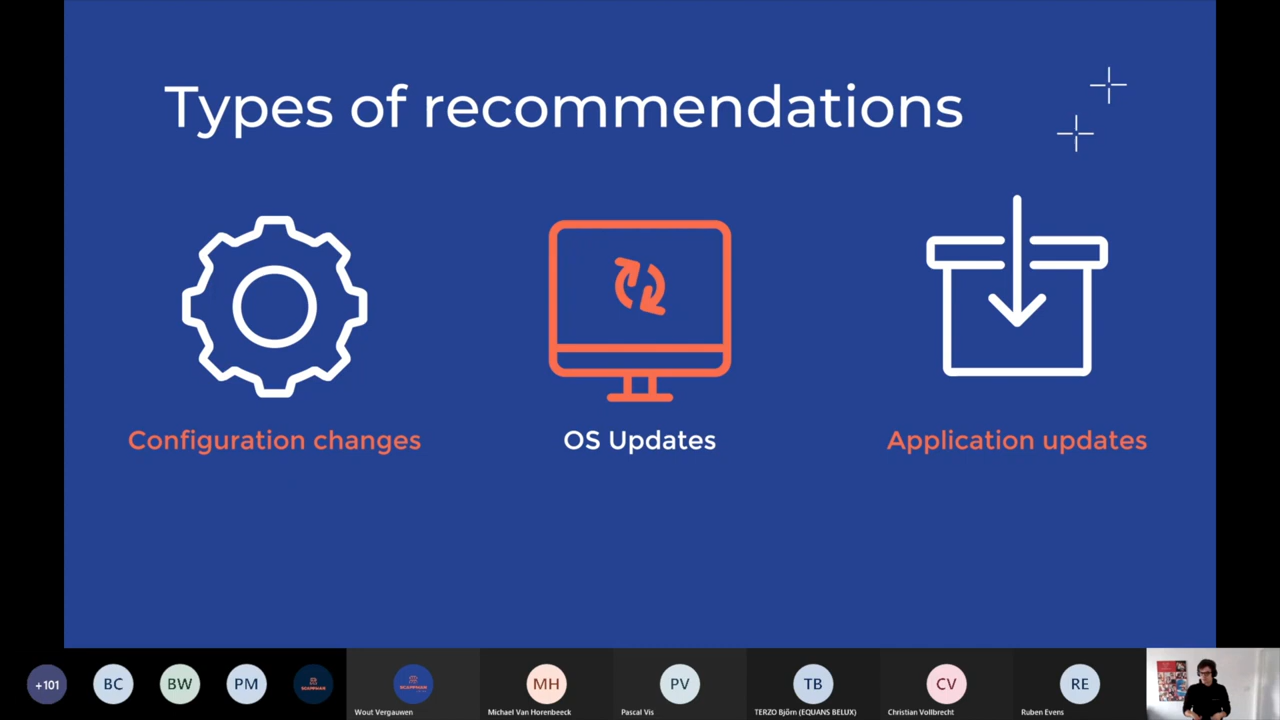 Types of recommendations
Configuration changes
OS Updates
Application updates
+101
BC
BW
PM
Wout Vergauwen
MH
Michael Van Horenbeeck
PV
Pascal Vis
TB
TERZO Björn (EQUANS BELUX)
CV
Christian Vollbrecht
RE
Ruben Evens